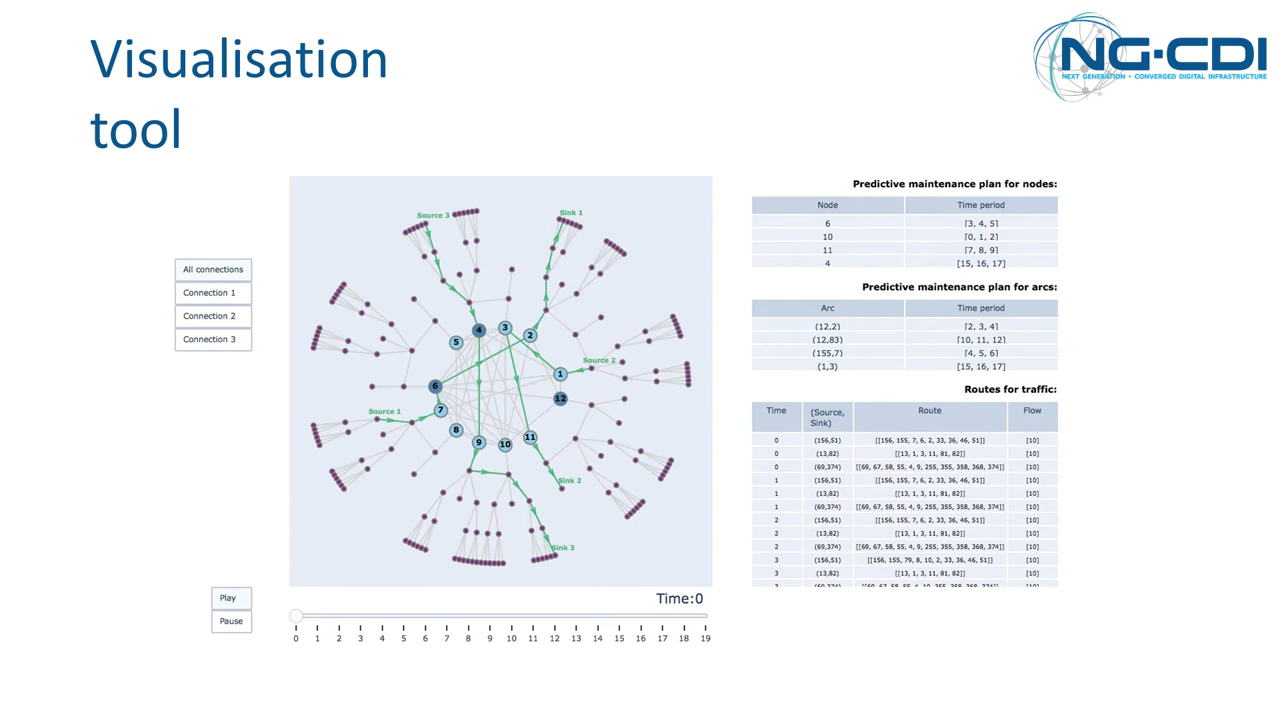 Visualisation
tool
NG-CDI
NEXT GENERATION • CONVERGED DIGITAL INFRASTRUCTURE
All connections
Connection 1
Connection 2
Connection 3
Source 3
Sink 1
4
3
2
5
Source 2
1
6
12
7
Source 1
8
9
10
11
Sink 2
Sink 3
Play
Pause
Time:0
0 1 2 3 4 5 6 7 8 9 10 11 12 13 14 15 16 17 18 19
Predictive maintenance plan for nodes:
Node Time period
6 [3, 4, 5]
10 [0, 1, 2]
11 [7, 8, 9]
4 [15, 16, 17]
Predictive maintenance plan for arcs:
Arc Time period
(12,2) [2, 3, 4]
(12,83) [10, 11, 12]
(155,7) [4, 5, 6]
(1,3) [15, 16, 17]
Routes for traffic:
Time (Source, Sink) Route Flow
0 (156,51) [[156, 155, 7, 6, 2, 33, 36, 46, 51]] [10]
0 (13,82) [[13, 1, 3, 11, 81, 82]] [10]
0 (69,374) [[69, 67, 58, 55, 4, 9, 255, 355, 358, 368, 374]] [10]
1 (156,51) [[156, 155, 7, 6, 2, 33, 36, 46, 51]] [10]
1 (13,82) [[13, 1, 3, 11, 81, 82]] [10]
1 (69,374) [[69, 67, 58, 55, 4, 9, 255, 355, 358, 368, 374]] [10]
2 (156,51) [[156, 155, 7, 6, 2, 33, 36, 46, 51]] [10]
2 (13,82) [[13, 1, 3, 11, 81, 82]] [10]
2 (69,374) [[69, 67, 58, 55, 4, 9, 255, 355, 358, 368, 374]] [10]
3 (156,51) [[156, 155, 79, 8, 10, 2, 33, 36, 46, 51]] [10]
3 (13,82) [[13, 1, 3, 11, 81, 82]] [10]